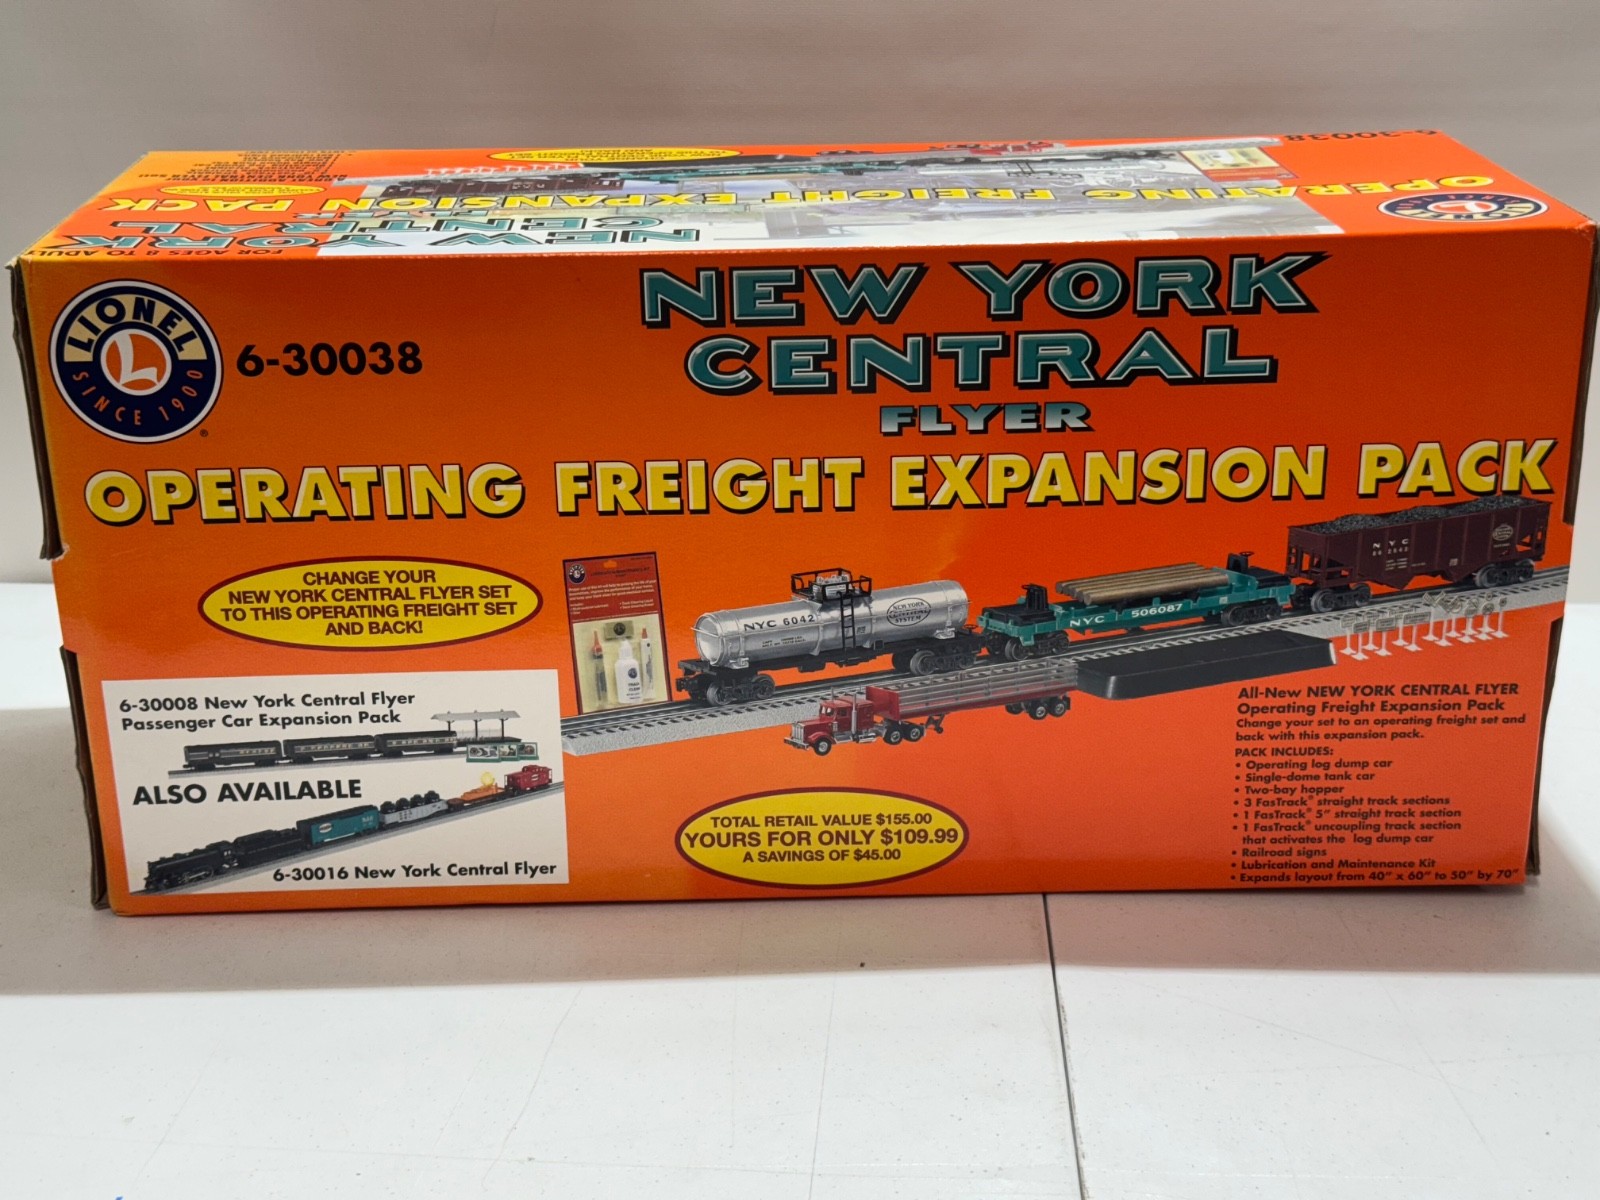 6-30038
OPERATING FREIGHT EXPANSION PACK
NEW YORK
CENTRAL
FLYER
FOR AGES 8 TO ADULT
LIONEL
LIONEL
SINCE 1900
®
6-30038
NEW YORK
CENTRAL
FLYER
OPERATING FREIGHT EXPANSION PACK
CHANGE YOUR
NEW YORK CENTRAL FLYER SET
TO THIS OPERATING FREIGHT SET
AND BACK!
NYC 6042
NEW YORK
CENTRAL
SYSTEM
NYC 506087
NYC
6-30008 New York Central Flyer
Passenger Car Expansion Pack
ALSO AVAILABLE
6-30016 New York Central Flyer
TOTAL RETAIL VALUE $155.00
YOURS FOR ONLY $109.99
A SAVINGS OF $45.00
All-New NEW YORK CENTRAL FLYER
Operating Freight Expansion Pack
Change your set to an operating freight set and
back with this expansion pack.
PACK INCLUDES:
• Operating log dump car
• Single-dome tank car
• Two-bay hopper
• 3 FasTrack® straight track sections
• 1 FasTrack® 5" straight track section
• 1 FasTrack® uncoupling track section
that activates the log dump car
• Railroad signs
• Lubrication and Maintenance Kit
• Expands layout from 40" x 60" to 50" by 70"